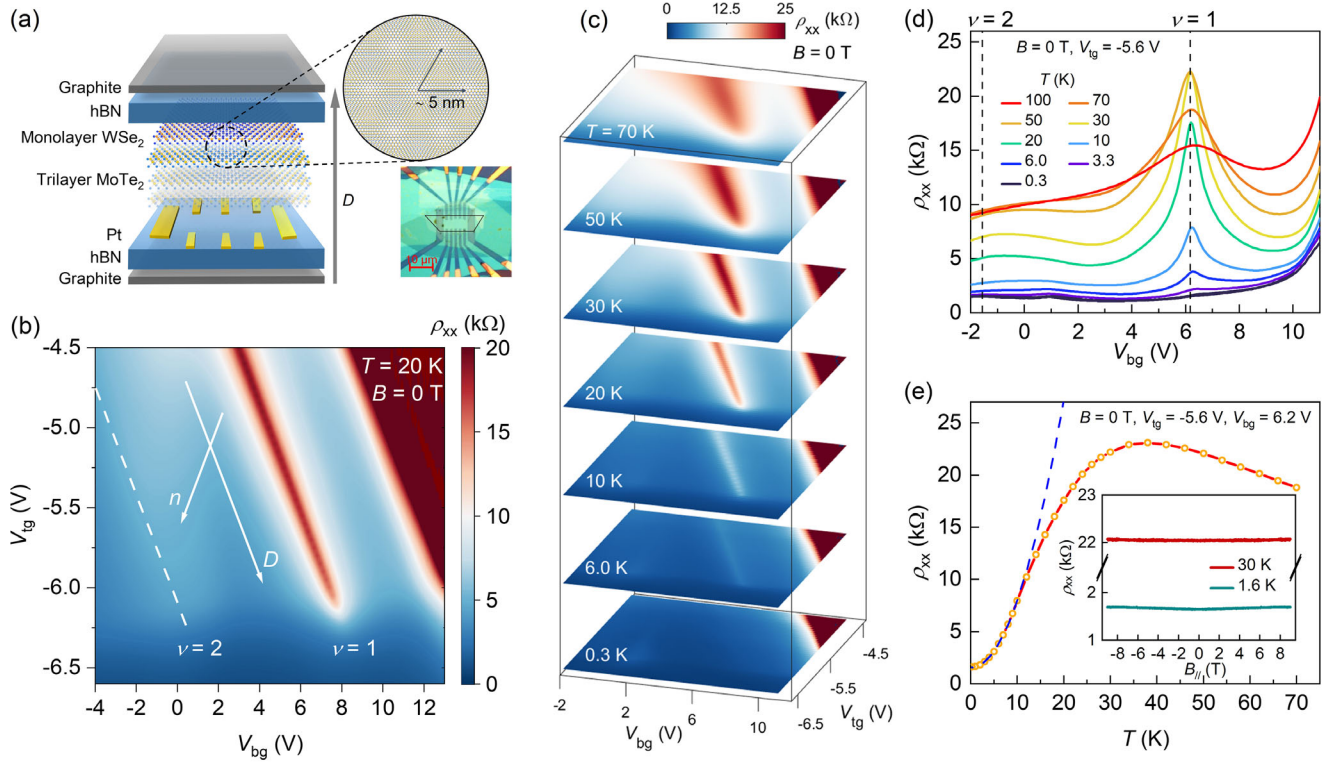 (a)
Graphite
hBN
Monolayer WSe₂
Trilayer MoTe₂
Pt
hBN
Graphite
D
~ 5 nm
10 μm
(b)
ρxx (kΩ)
T = 20 K
B = 0 T
n
D
ν = 2
ν = 1
-4.5
-5.0
-5.5
-6.0
-6.5
Vtg (V)
-4 -2 0 2 4 6 8 10 12
Vbg (V)
20
15
10
5
0
(c)
0 12.5 25
ρxx (kΩ)
B = 0 T
T = 70 K
50 K
30 K
20 K
10 K
6.0 K
0.3 K
-2 2 6 10
Vbg (V)
-6.5 -5.5 -4.5
Vtg (V)
(d)
ν = 2
ν = 1
B = 0 T, Vtg = -5.6 V
T (K)
100 70
50 30
20 10
6.0 3.3
0.3
25
20
15
10
5
0
ρxx (kΩ)
-2 0 2 4 6 8 10
Vbg (V)
(e)
B = 0 T, Vtg = -5.6 V, Vbg = 6.2 V
25
20
15
10
5
0
ρxx (kΩ)
0 10 20 30 40 50 60 70
T (K)
23
22
2
1
ρxx (kΩ)
30 K
1.6 K
-8 -6 -4 -2 0 2 4 6 8
B// (T)